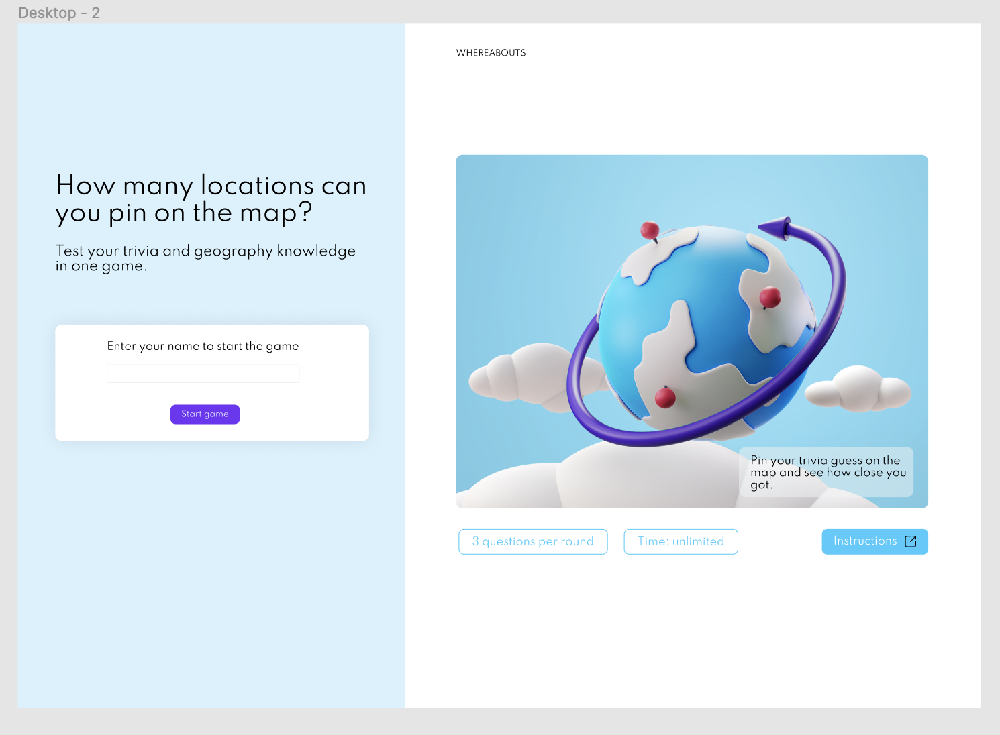 Desktop - 2
WHEREABOUTS
How many locations can
you pin on the map?
Test your trivia and geography knowledge
in one game.
Enter your name to start the game
Start game
Pin your trivia guess on the
map and see how close you
got.
3 questions per round
Time: unlimited
Instructions